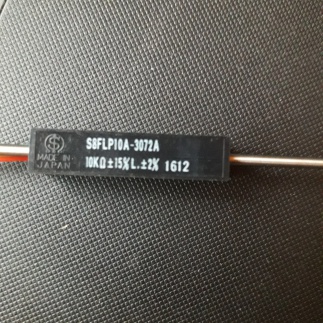 S8FLP10A-3072A
MADE IN
JAPAN
10KΩ±15% L.±2% 1612